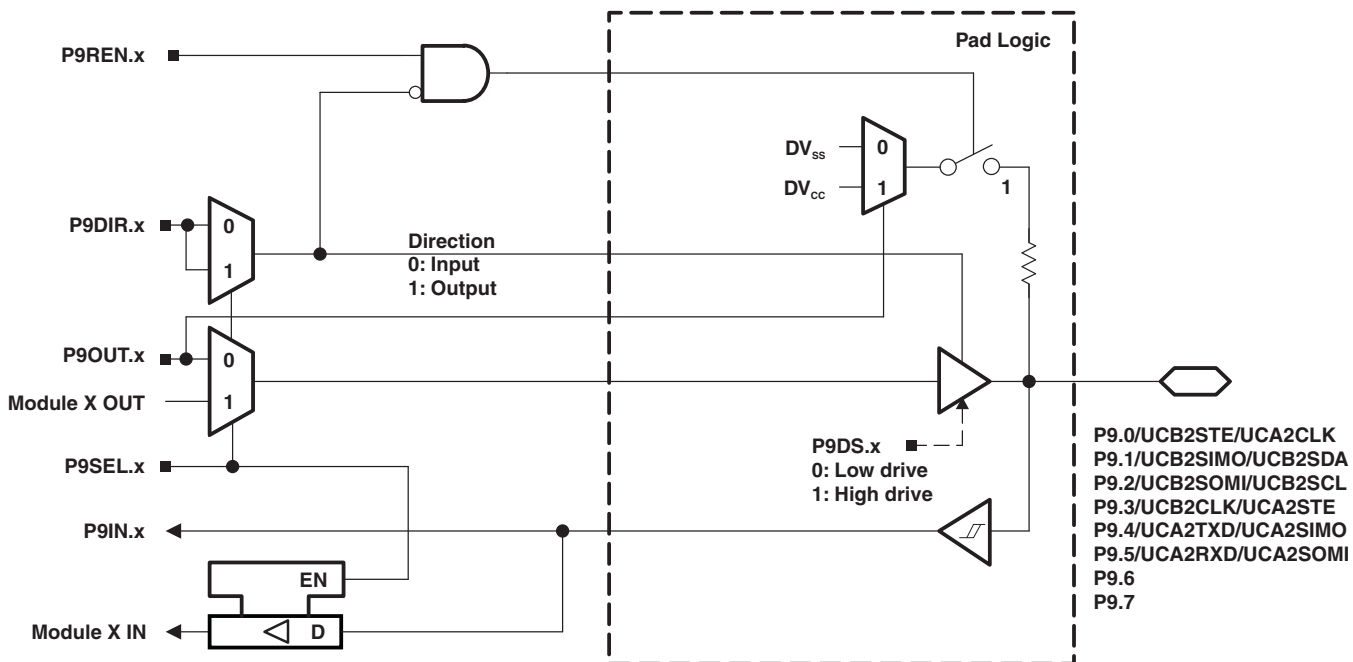 Pad Logic
P9REN.x
DVSS
0
DVCC
1
1
P9DIR.x
0
1
Direction
0: Input
1: Output
P9OUT.x
0
Module X OUT
1
P9DS.x
0: Low drive
1: High drive
P9SEL.x
P9.0/UCB2STE/UCA2CLK
P9.1/UCB2SIMO/UCB2SDA
P9.2/UCB2SOMI/UCB2SCL
P9.3/UCB2CLK/UCA2STE
P9.4/UCA2TXD/UCA2SIMO
P9.5/UCA2RXD/UCA2SOMI
P9.6
P9.7
P9IN.x
EN
Module X IN
D